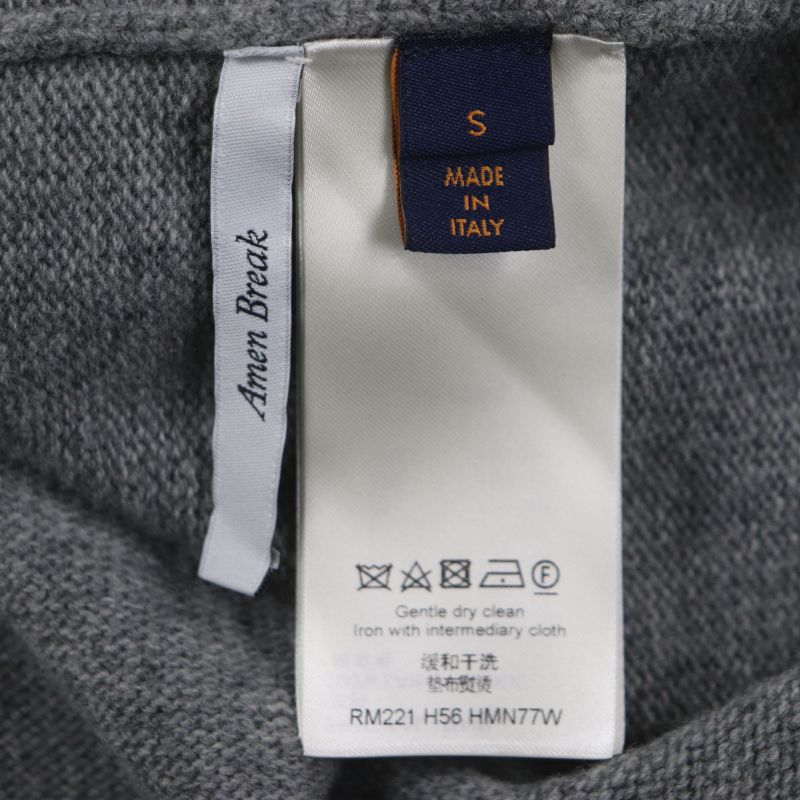 S
MADE
IN
ITALY
Amen Break
F
Gentle dry clean
Iron with intermediary cloth
缓和干洗
垫布熨烫
RM221 H56 HMN77W